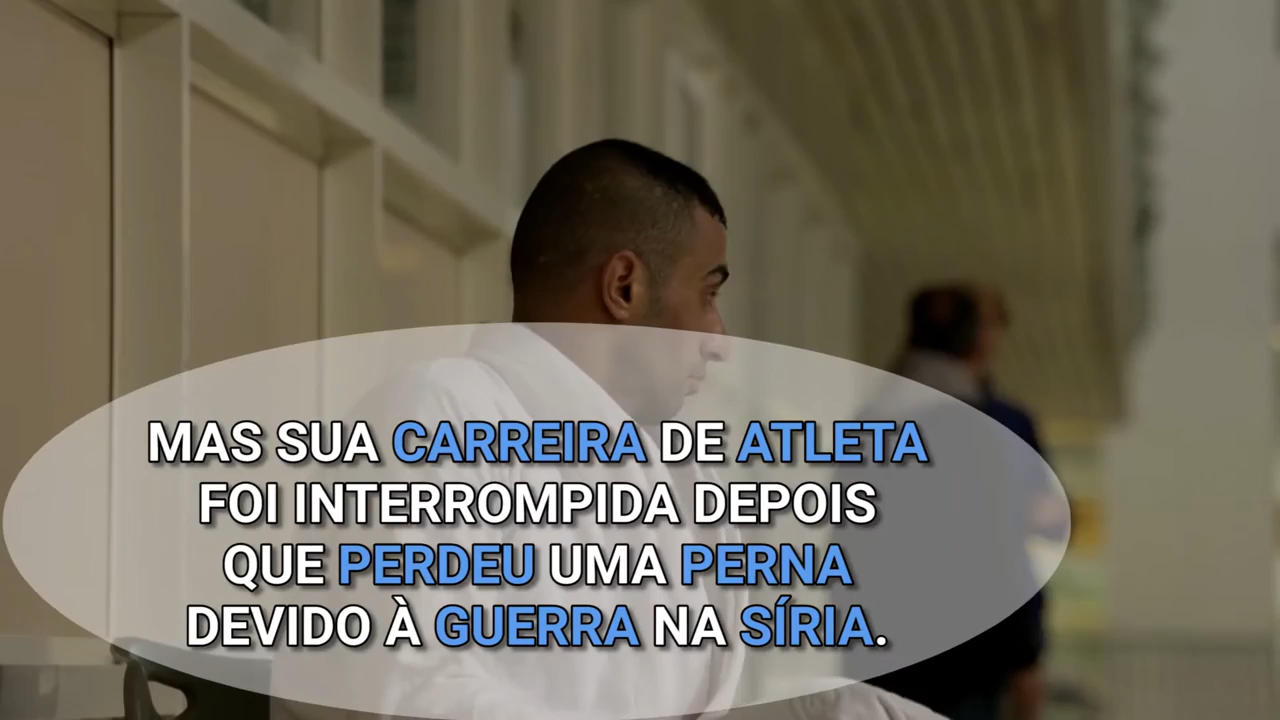 MAS SUA CARREIRA DE ATLETA
FOI INTERROMPIDA DEPOIS
QUE PERDEU UMA PERNA
DEVIDO À GUERRA NA SÍRIA.